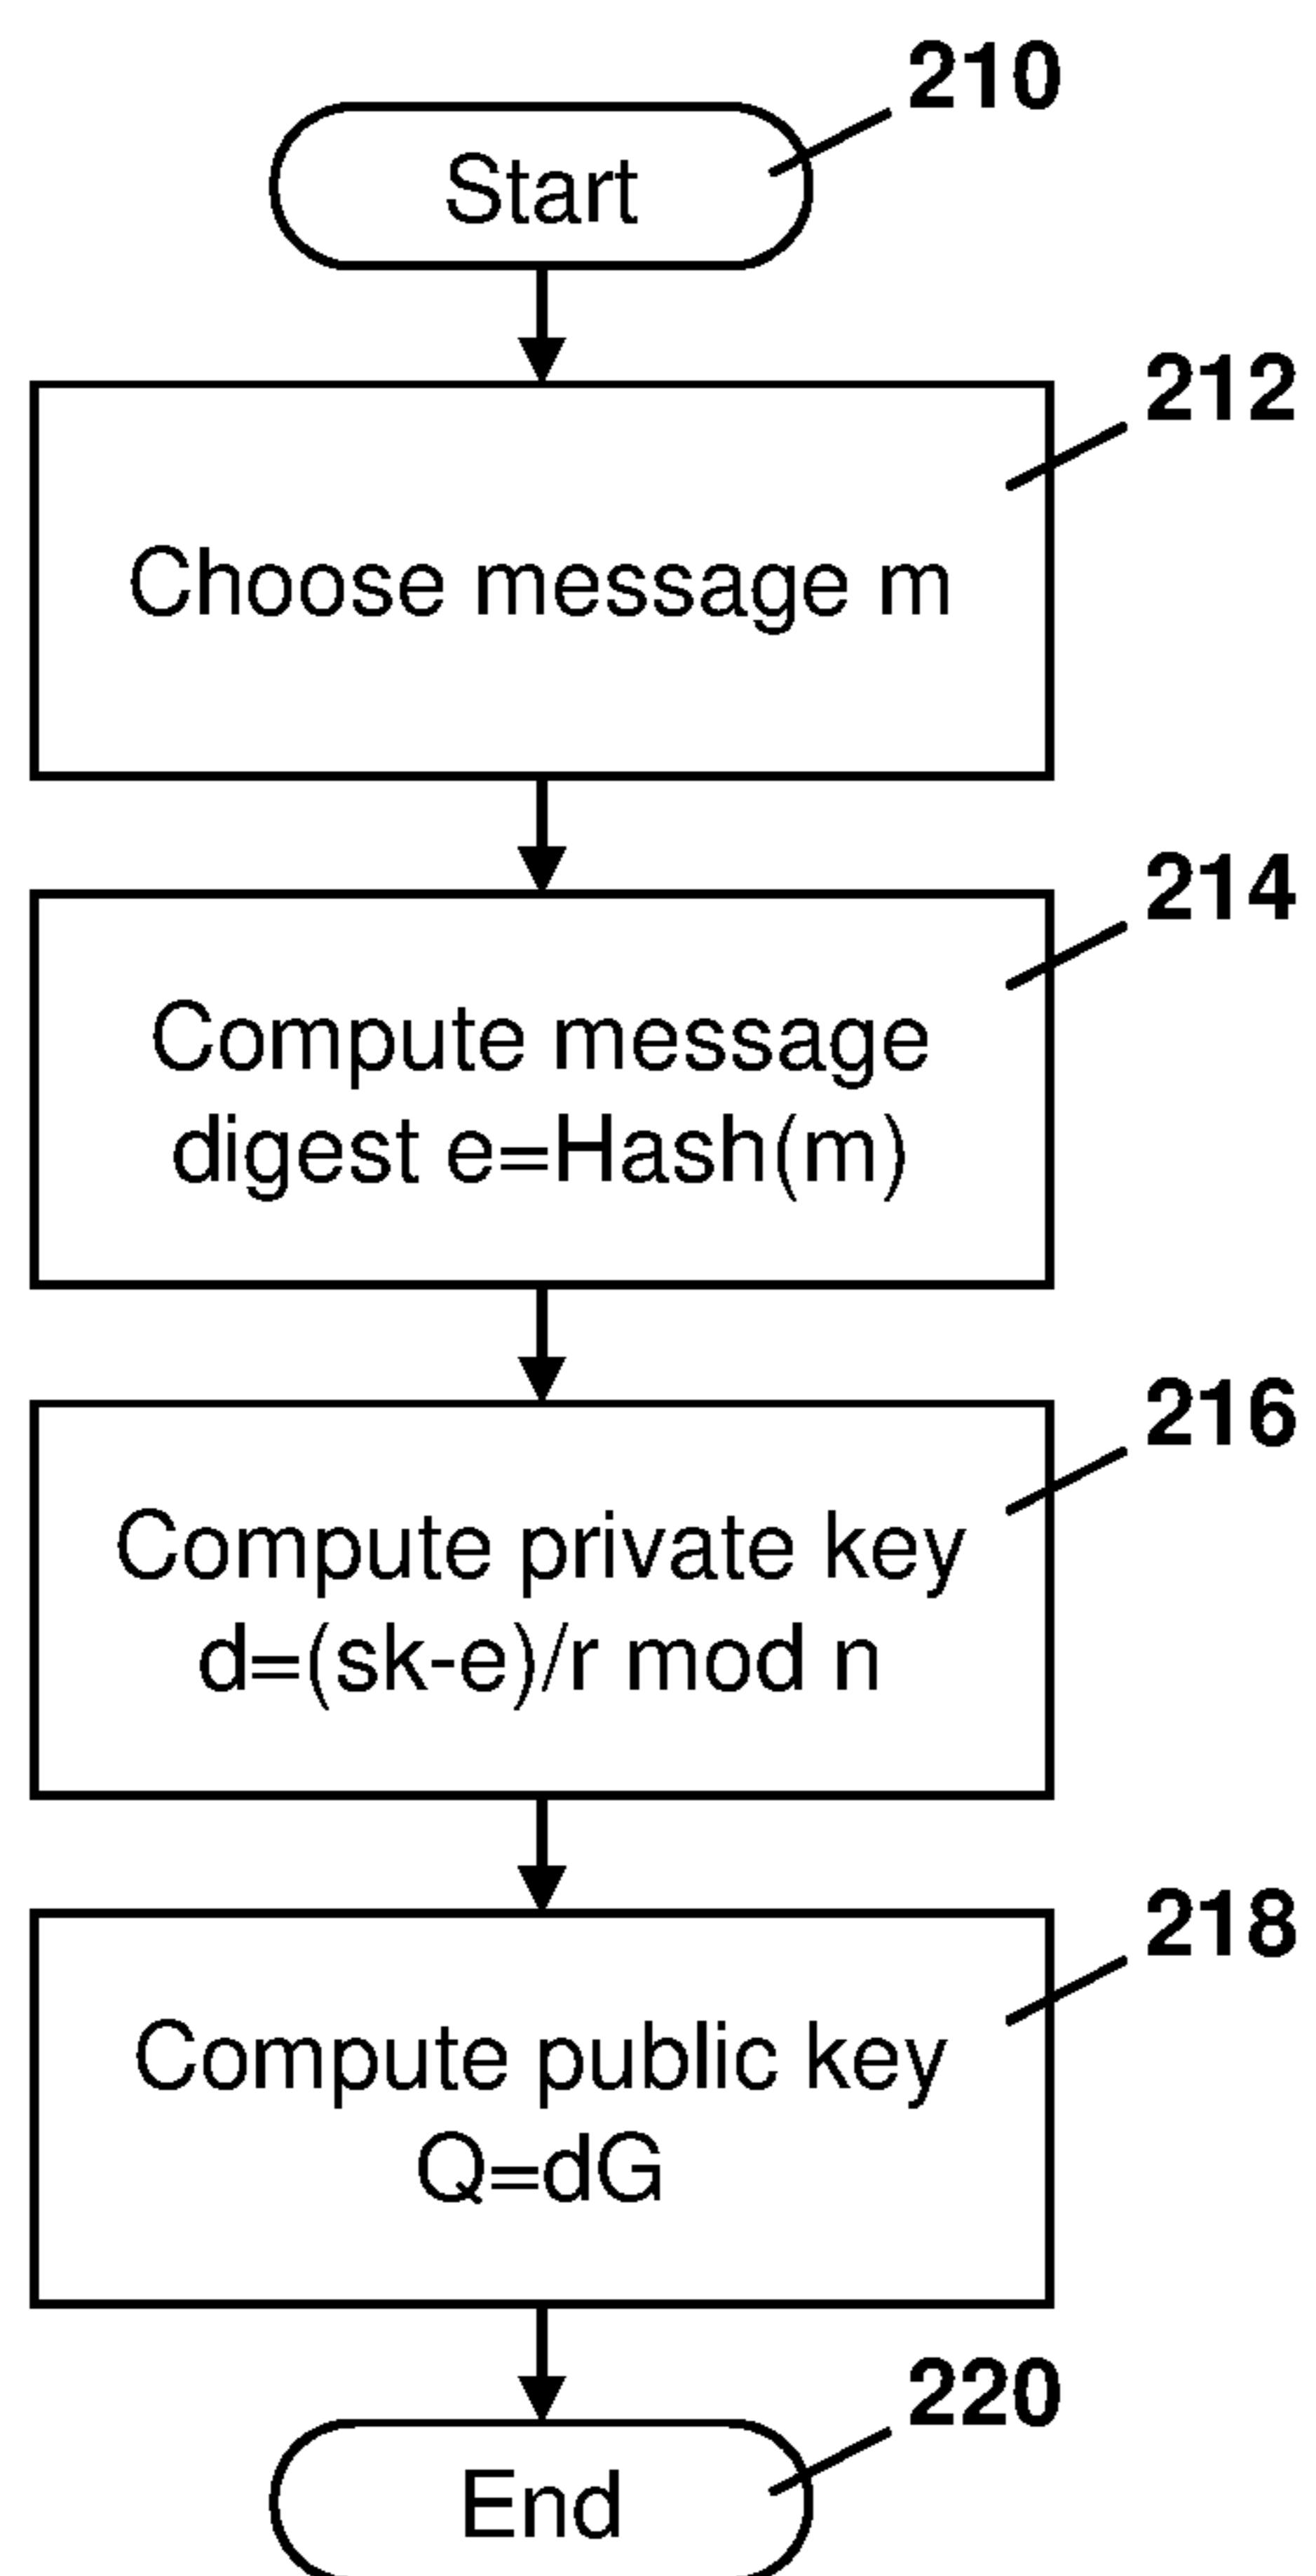 210
Start
212
Choose message m
214
Compute message
digest e=Hash(m)
216
Compute private key
d=(sk-e)/r mod n
218
Compute public key
Q=dG
220
End